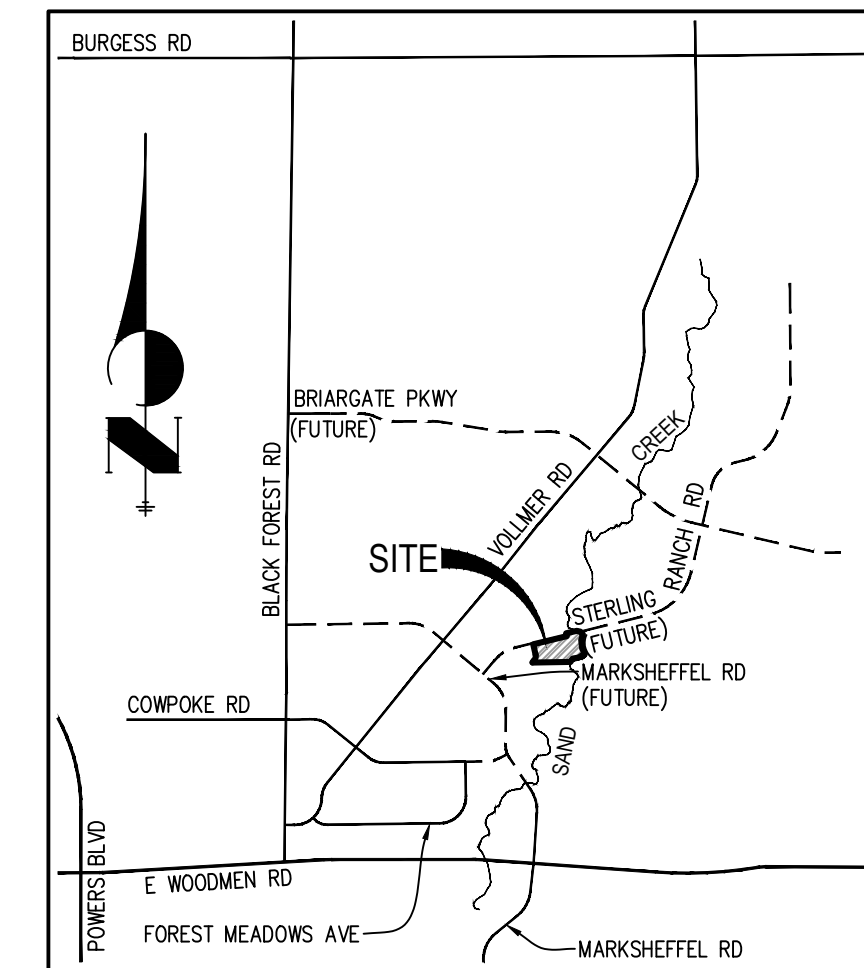 BURGESS RD
N
BRIARGATE PKWY
(FUTURE)
CREEK
BLACK FOREST RD
VOLLMER RD
RANCH RD
SITE
STERLING
(FUTURE)
MARKSHEFFEL RD
(FUTURE)
COWPOKE RD
SAND
POWERS BLVD
E WOODMEN RD
FOREST MEADOWS AVE
MARKSHEFFEL RD